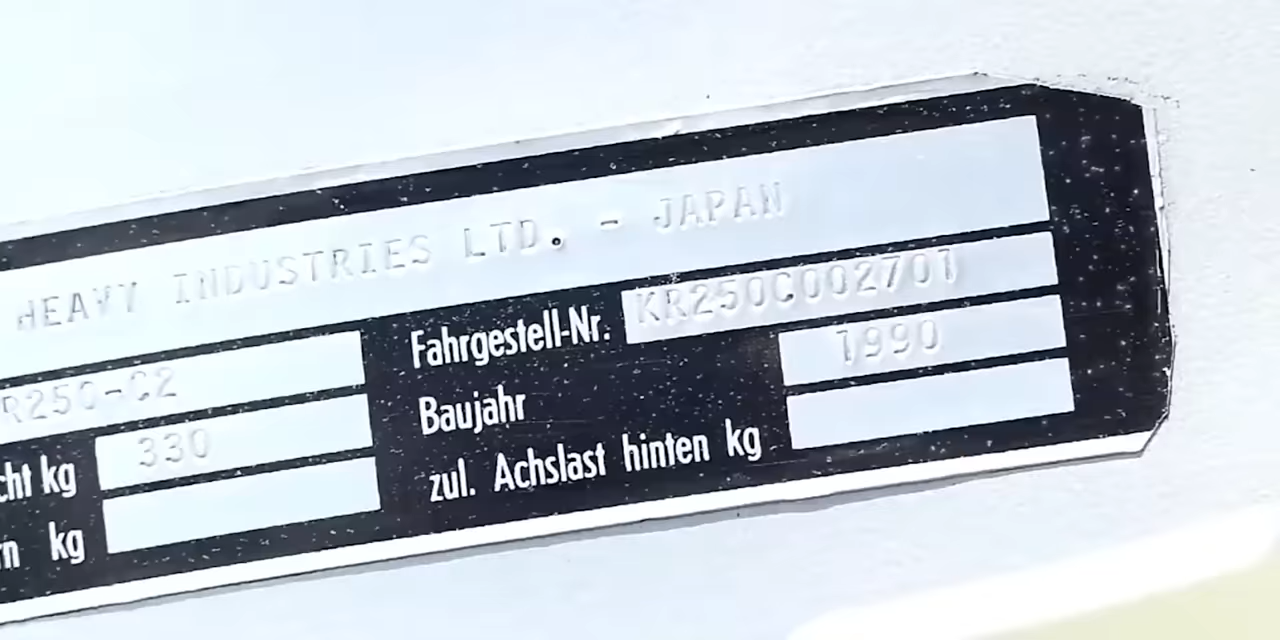 HEAVY INDUSTRIES LTD. - JAPAN
R250-C2
Fahrgestell-Nr. KR250C002701
cht kg 330
Baujahr 1990
rn kg
zul. Achslast hinten kg